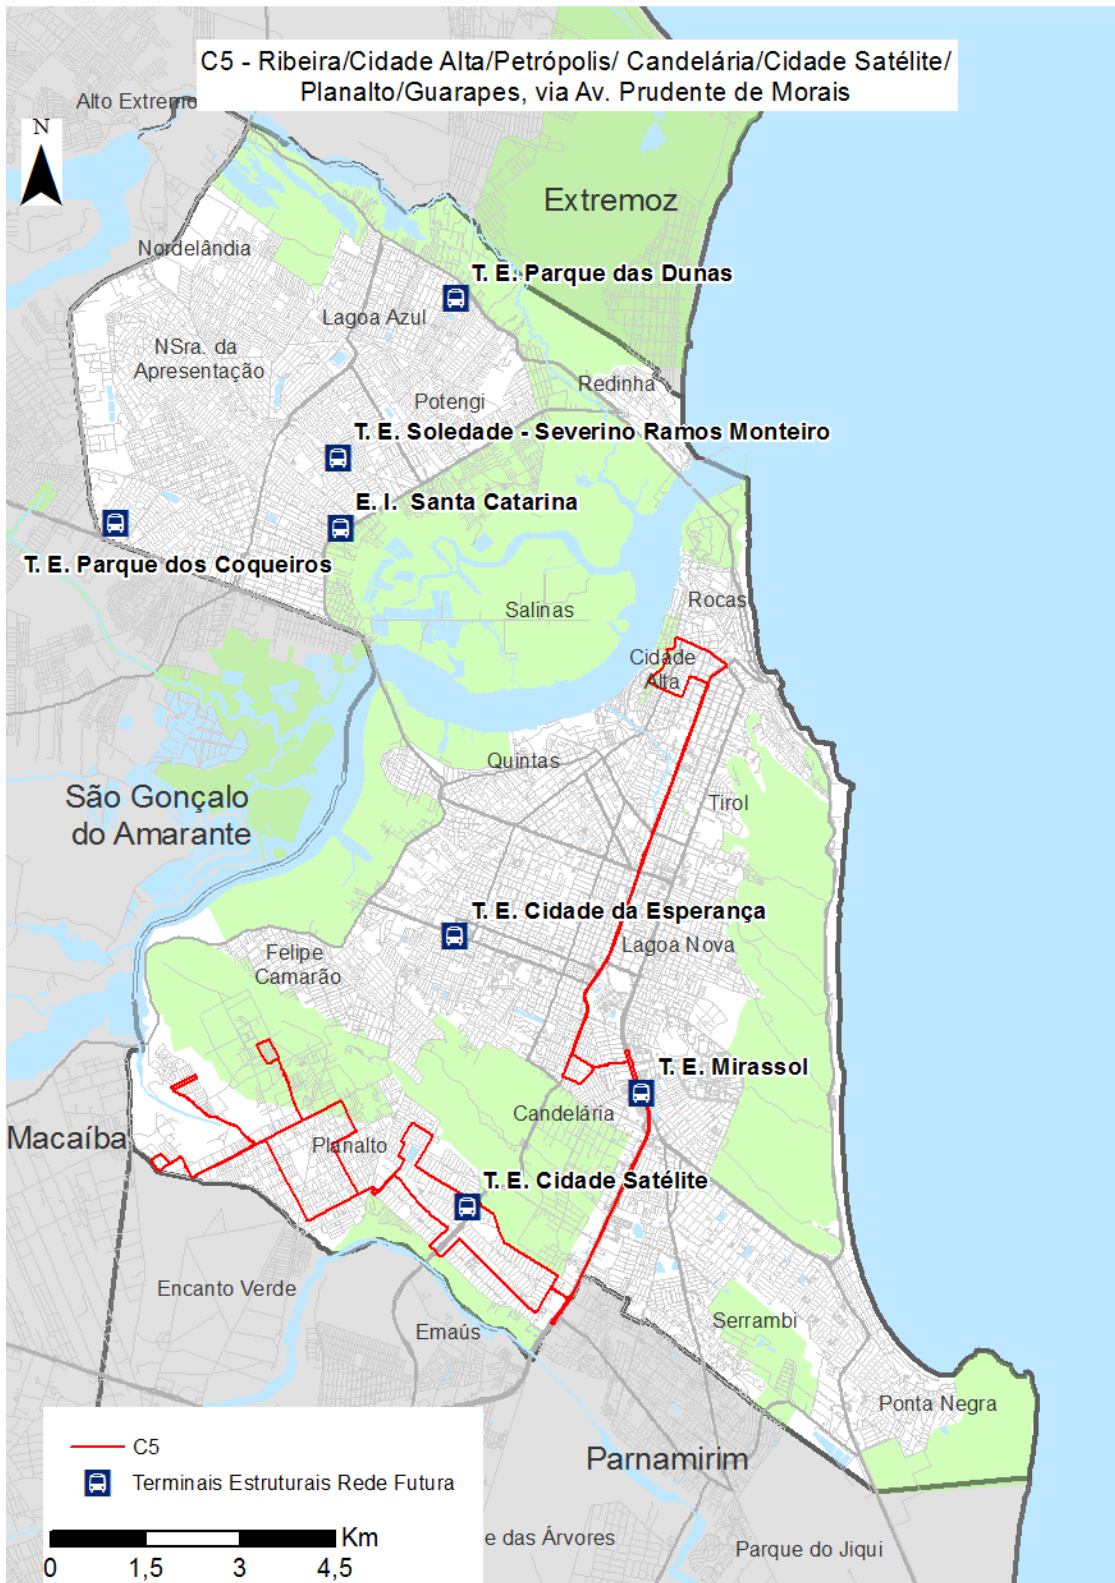 C5 - Ribeira/Cidade Alta/Petrópolis/ Candelária/Cidade Satélite/
Planalto/Guarapes, via Av. Prudente de Morais
Alto Extremo
N
Extremoz
Nordelândia
T. E. Parque das Dunas
Lagoa Azul
NSra. da
Apresentação
Redinha
Potengi
T. E. Soledade - Severino Ramos Monteiro
E. I. Santa Catarina
T. E. Parque dos Coqueiros
Salinas
Rocas
Cidade
Alta
Quintas
São Gonçalo
do Amarante
Tirol
T. E. Cidade da Esperança
Lagoa Nova
Felipe
Camarão
T. E. Mirassol
Candelária
Macaíba
Planalto
T. E. Cidade Satélite
Encanto Verde
Emaús
Serrambi
Ponta Negra
Parnamirim
C5
Terminais Estruturais Rede Futura
Km
0 1,5 3 4,5
e das Árvores
Parque do Jiqui